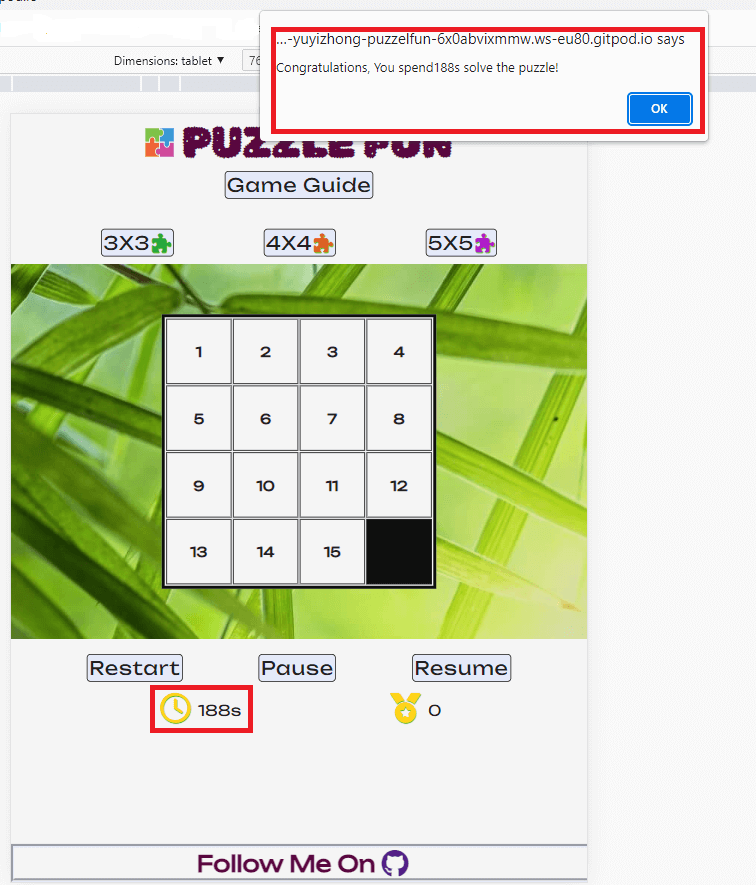 ...-yuyizhong-puzzelfun-6x0abvixmmw.ws-eu80.gitpod.io says
Congratulations, You spend188s solve the puzzle!
OK
Dimensions: tablet ▼ 76
PUZZLE FUN
Game Guide
3X3 4X4 5X5
1 2 3 4
5 6 7 8
9 10 11 12
13 14 15
Restart Pause Resume
188s 0
Follow Me On